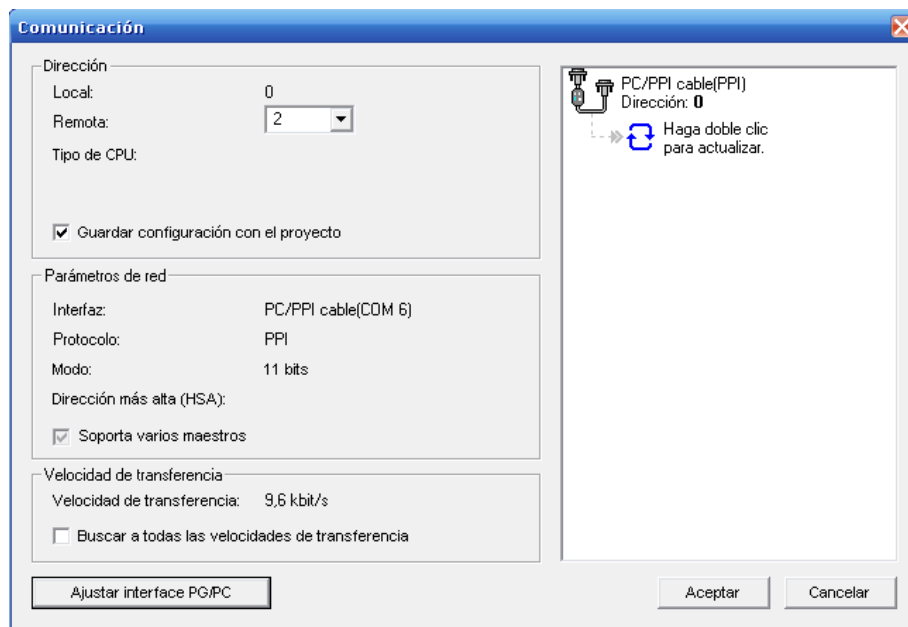 Comunicación
Dirección
Local: 0
Remota: 2
Tipo de CPU:
Guardar configuración con el proyecto
Parámetros de red
Interfaz: PC/PPI cable(COM 6)
Protocolo: PPI
Modo: 11 bits
Dirección más alta (HSA):
Soporta varios maestros
Velocidad de transferencia
Velocidad de transferencia: 9,6 kbit/s
Buscar a todas las velocidades de transferencia
Ajustar interface PG/PC
PC/PPI cable(PPI)
Dirección: 0
Haga doble clic
para actualizar.
Aceptar
Cancelar